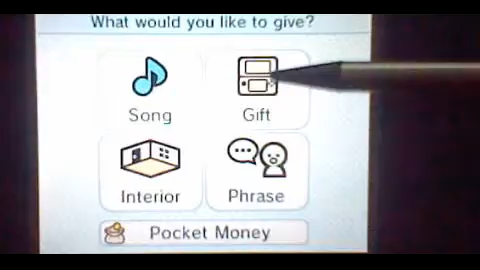 What would you like to give?
Song
Gift
Interior
Phrase
Pocket Money